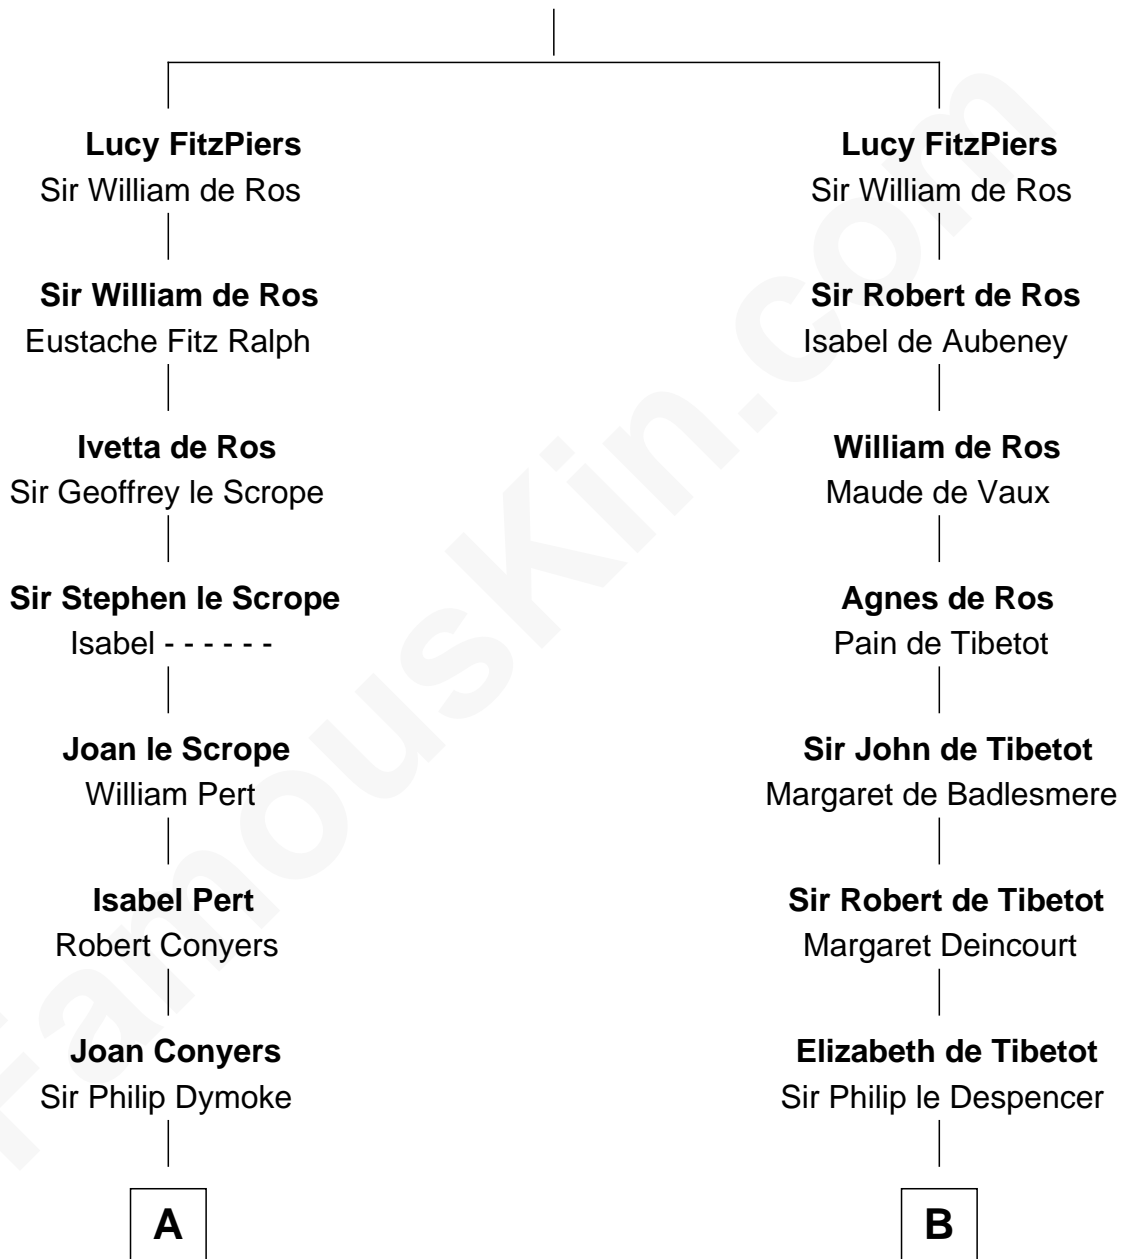 Lucy FitzPiers
Sir William de Ros
Sir William de Ros
Eustache Fitz Ralph
Ivetta de Ros
Sir Geoffrey le Scrope
Sir Stephen le Scrope
Isabel - - - - - -
Joan le Scrope
William Pert
Isabel Pert
Robert Conyers
Joan Conyers
Sir Philip Dymoke
A
Lucy FitzPiers
Sir William de Ros
Sir Robert de Ros
Isabel de Aubeney
William de Ros
Maude de Vaux
Agnes de Ros
Pain de Tibetot
Sir John de Tibetot
Margaret de Badlesmere
Sir Robert de Tibetot
Margaret Deincourt
Elizabeth de Tibetot
Sir Philip le Despencer
B
FamousKin.com